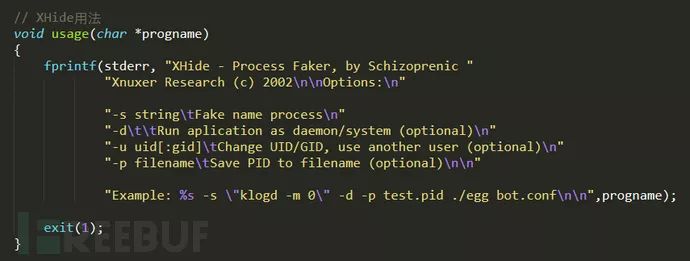 // XHide用法
void usage(char *progname)
{
    fprintf(stderr, "XHide - Process Faker, by Schizoprenic "
            "Xnuxer Research (c) 2002\n\nOptions:\n"

            "-s string\tFake name process\n"
            "-d\t\tRun aplication as daemon/system (optional)\n"
            "-u uid[:gid]\tChange UID/GID, use another user (optional)\n"
            "-p filename\tSave PID to filename (optional)\n\n\n"

            "Example: %s -s \"klogd -m 0\" -d -p test.pid ./egg bot.conf\n\n",progname);

    exit(1);
}
FREEBUF